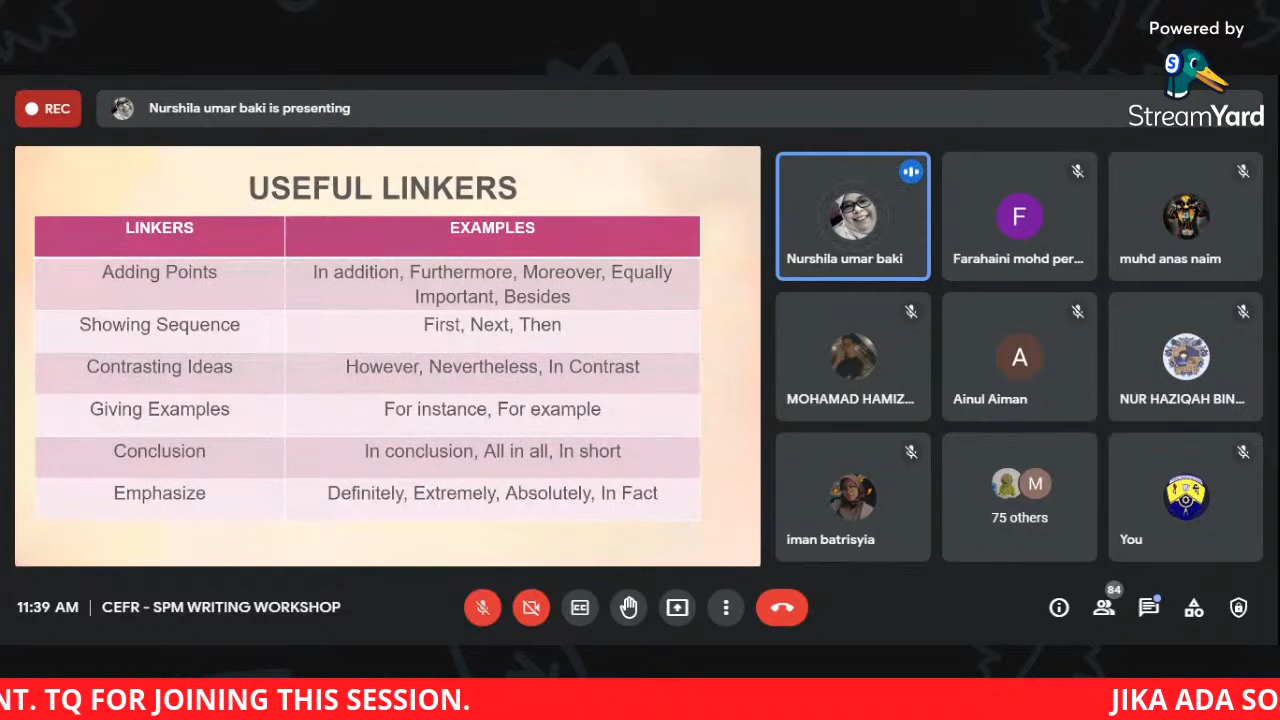 Powered by
StreamYard
REC
Nurshila umar baki is presenting
USEFUL LINKERS
LINKERS EXAMPLES
Adding Points In addition, Furthermore, Moreover, Equally
Important, Besides
Showing Sequence First, Next, Then
Contrasting Ideas However, Nevertheless, In Contrast
Giving Examples For instance, For example
Conclusion In conclusion, All in all, In short
Emphasize Definitely, Extremely, Absolutely, In Fact
Nurshila umar baki
F
Farahaini mohd per...
muhd anas naim
MOHAMAD HAMIZ...
A
Ainul Aiman
NUR HAZIQAH BIN...
iman batrisyia
M
75 others
You
11:39 AM | CEFR - SPM WRITING WORKSHOP
84
NT. TQ FOR JOINING THIS SESSION. JIKA ADA SO